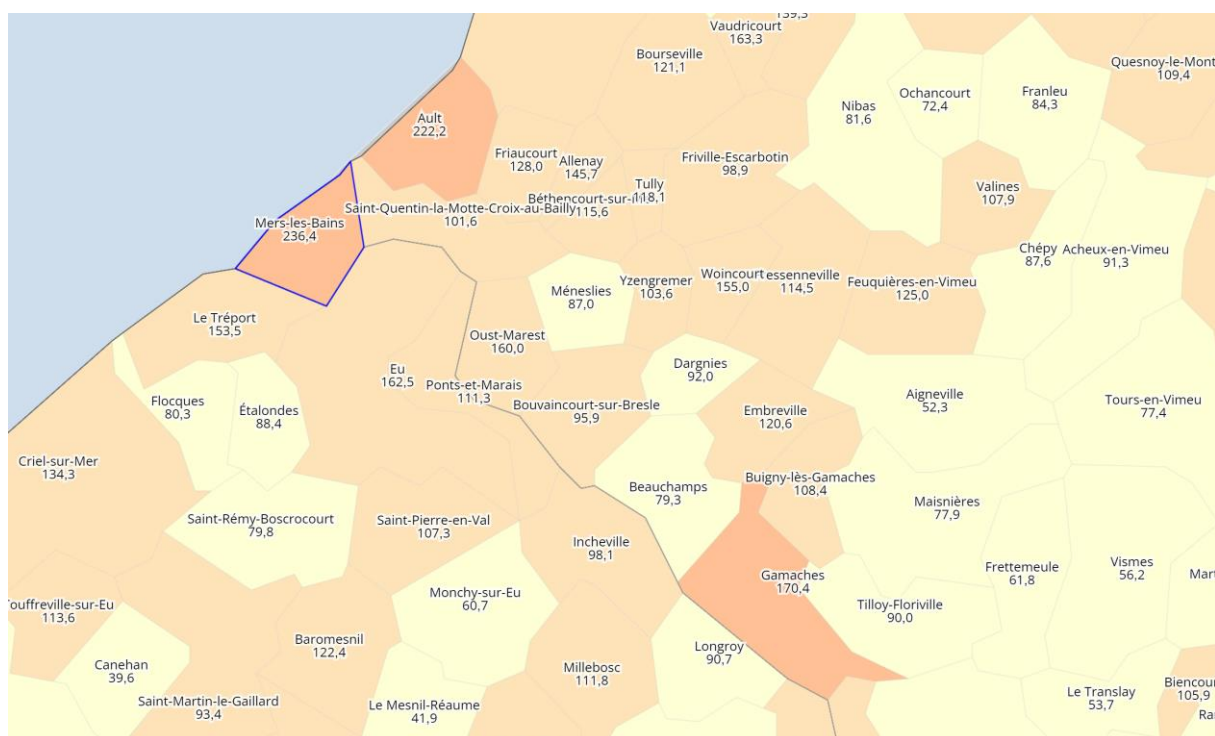 139,3
Vaudricourt
163,3
Bourseville
121,1
Quesnoy-le-Mont
109,4
Ochancourt
72,4
Franleu
84,3
Nibas
81,6
Ault
222,2
Friaucourt
128,0
Allenay
145,7
Friville-Escarbotin
98,9
Tully
118,1
Valines
107,9
Béthencourt-sur-M
115,6
Saint-Quentin-la-Motte-Croix-au-Bailly
101,6
Mers-les-Bains
236,4
Chépy
87,6
Acheux-en-Vimeu
91,3
Yzengremer
103,6
Woincourt
155,0
essenneville
114,5
Feuquières-en-Vimeu
125,0
Méneslies
87,0
Le Tréport
153,5
Oust-Marest
160,0
Dargnies
92,0
Eu
162,5
Ponts-et-Marais
111,3
Bouvaincourt-sur-Bresle
95,9
Aigneville
52,3
Tours-en-Vimeu
77,4
Flocques
80,3
Étalondes
88,4
Embreville
120,6
Criel-sur-Mer
134,3
Buigny-lès-Gamaches
108,4
Beauchamps
79,3
Maisnières
77,9
Saint-Rémy-Boscrocourt
79,8
Saint-Pierre-en-Val
107,3
Incheville
98,1
Gamaches
170,4
Frettemeule
61,8
Vismes
56,2
Mart
Monchy-sur-Eu
60,7
Tilloy-Floriville
90,0
Touffreville-sur-Eu
113,6
Baromesnil
122,4
Longroy
90,7
Canehan
39,6
Millebosc
111,8
Saint-Martin-le-Gaillard
93,4
Le Mesnil-Réaume
41,9
Le Translay
53,7
Biencour
105,9
Ra